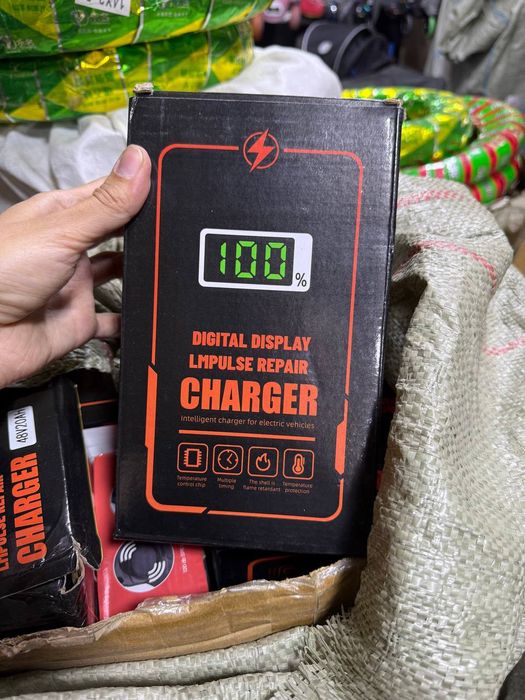 100%
DIGITAL DISPLAY
LMPULSE REPAIR
CHARGER
Intelligent charger for electric vehicles
Temperature
control chip
Multiple
timing
The shell is
flame retardant
Temperature
protection
48V20AH
LMPULSE REPAIR
CHARGER